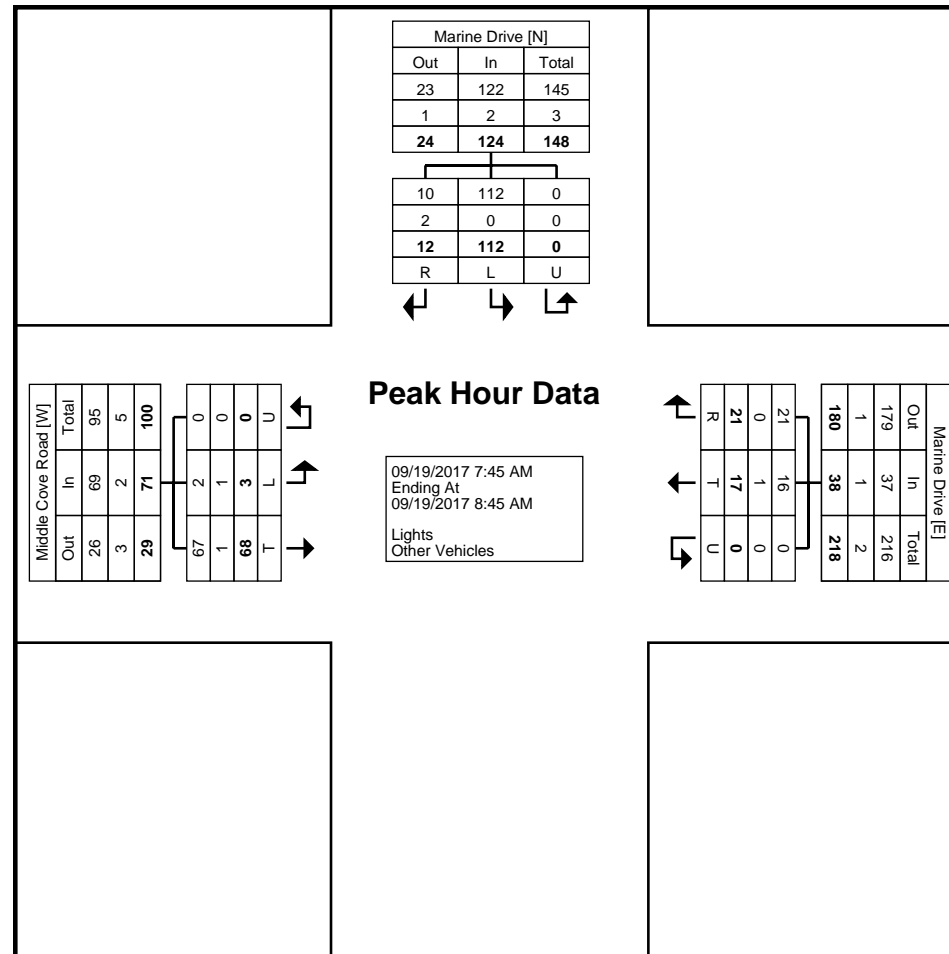 Marine Drive [N]
Out In Total
23 122 145
1 2 3
24 124 148
10 112 0
2 0 0
12 112 0
R L U
Peak Hour Data
09/19/2017 7:45 AM
Ending At
09/19/2017 8:45 AM
Lights
Other Vehicles
Middle Cove Road [W]
Out In Total
26 69 95
3 2 5
29 71 100
67 2 0
1 1 0
68 3 0
T L U
Marine Drive [E]
Out In Total
179 37 216
1 1 2
180 38 218
21 16 0
0 1 0
21 17 0
R T U